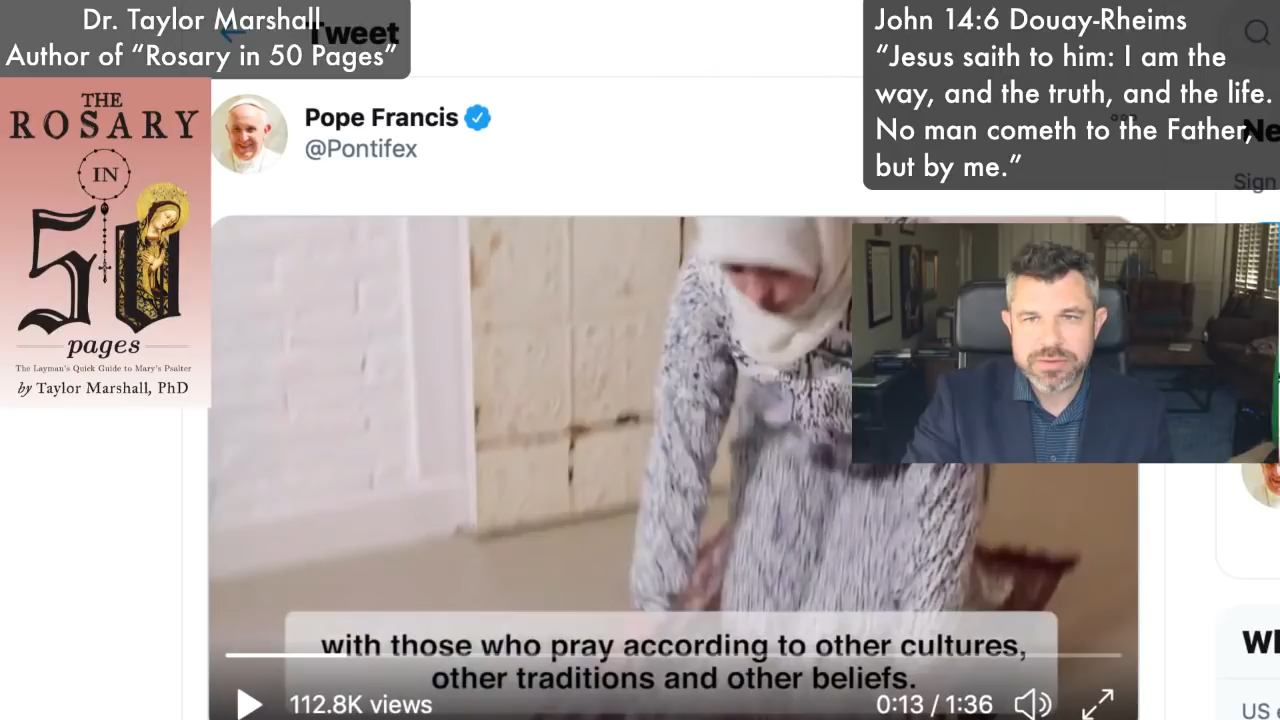 Dr. Taylor Marshall
Author of “Rosary in 50 Pages”
Tweet
John 14:6 Douay-Rheims
“Jesus saith to him: I am the
way, and the truth, and the life.
No man cometh to the Father,
but by me.”
THE
ROSARY
IN
50
pages
The Layman's Quick Guide to Mary's Psalter
by Taylor Marshall, PhD
Pope Francis
@Pontifex
Ne
Sign
with those who pray according to other cultures,
other traditions and other beliefs.
112.8K views
0:13 / 1:36
Wh
US